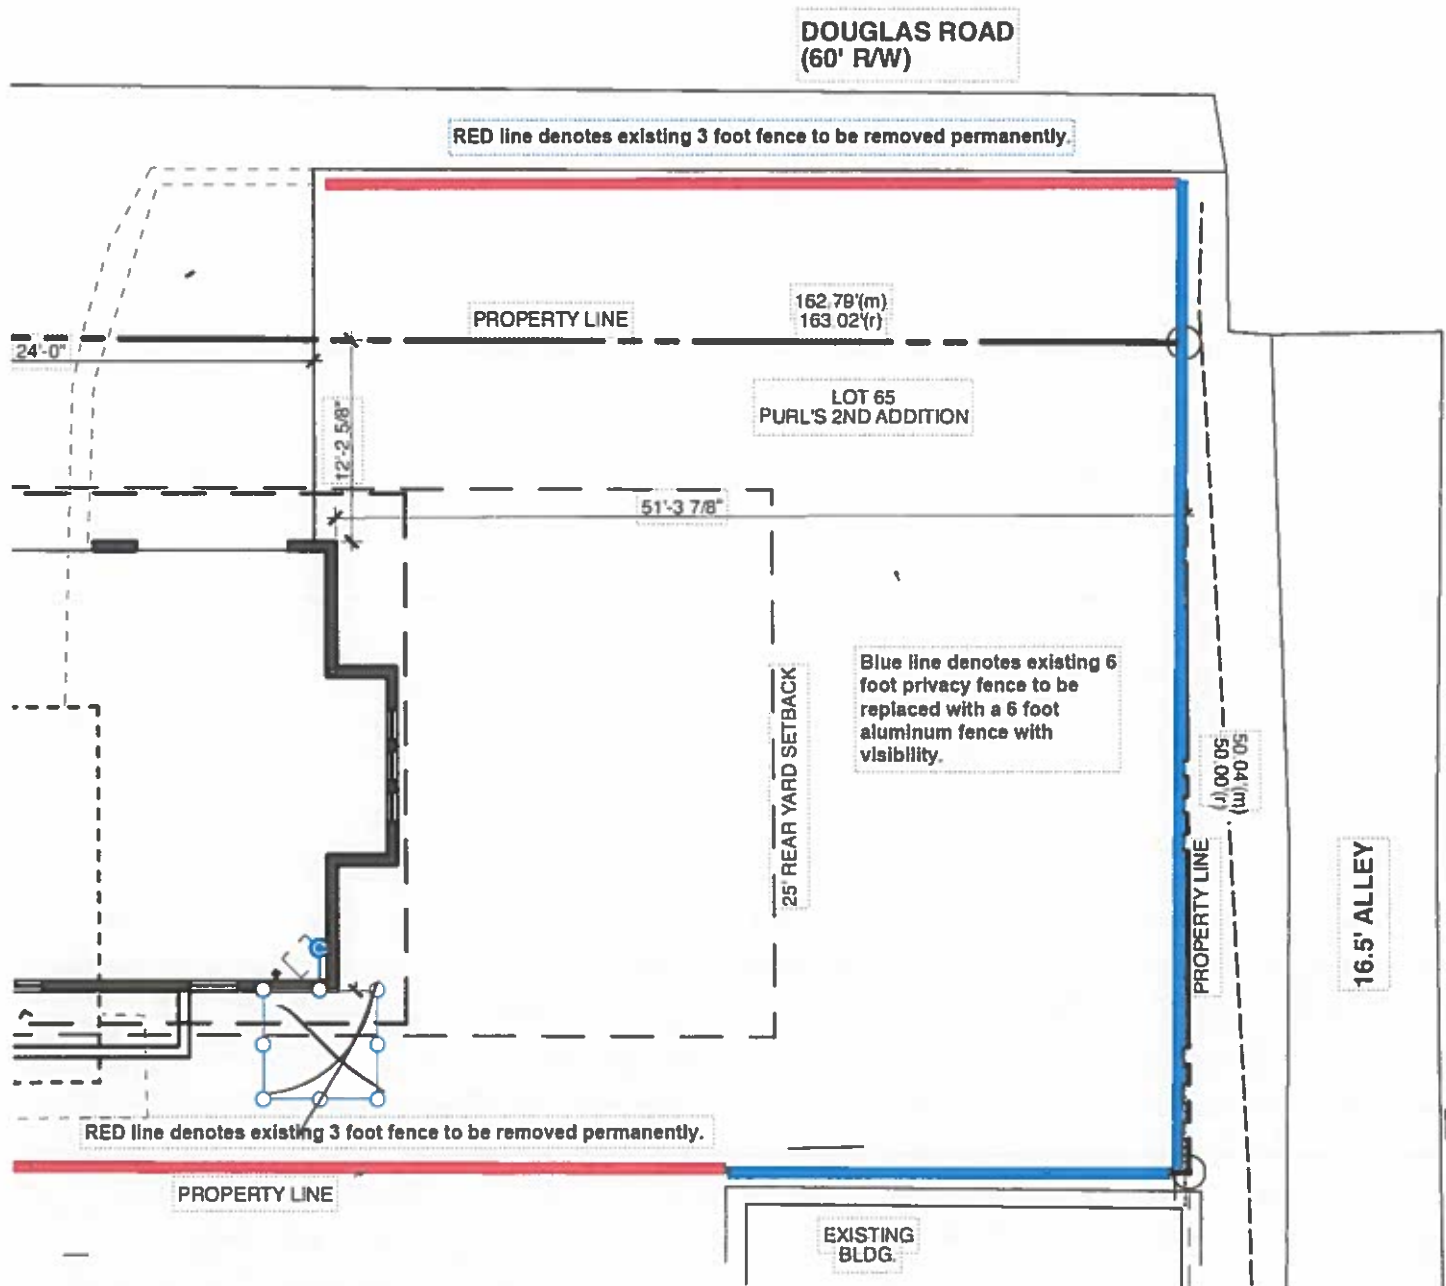 DOUGLAS ROAD
(60' R/W)
RED line denotes existing 3 foot fence to be removed permanently.
162.79'(m)
163.02'(r)
PROPERTY LINE
24'-0"
LOT 65
PURL'S 2ND ADDITION
12'-2 5/8"
51'-3 7/8"
Blue line denotes existing 6
foot privacy fence to be
replaced with a 6 foot
aluminum fence with
visibility.
25' REAR YARD SETBACK
50.04'(m)
50.00'(r)
PROPERTY LINE
16.5' ALLEY
RED line denotes existing 3 foot fence to be removed permanently.
PROPERTY LINE
EXISTING
BLDG.